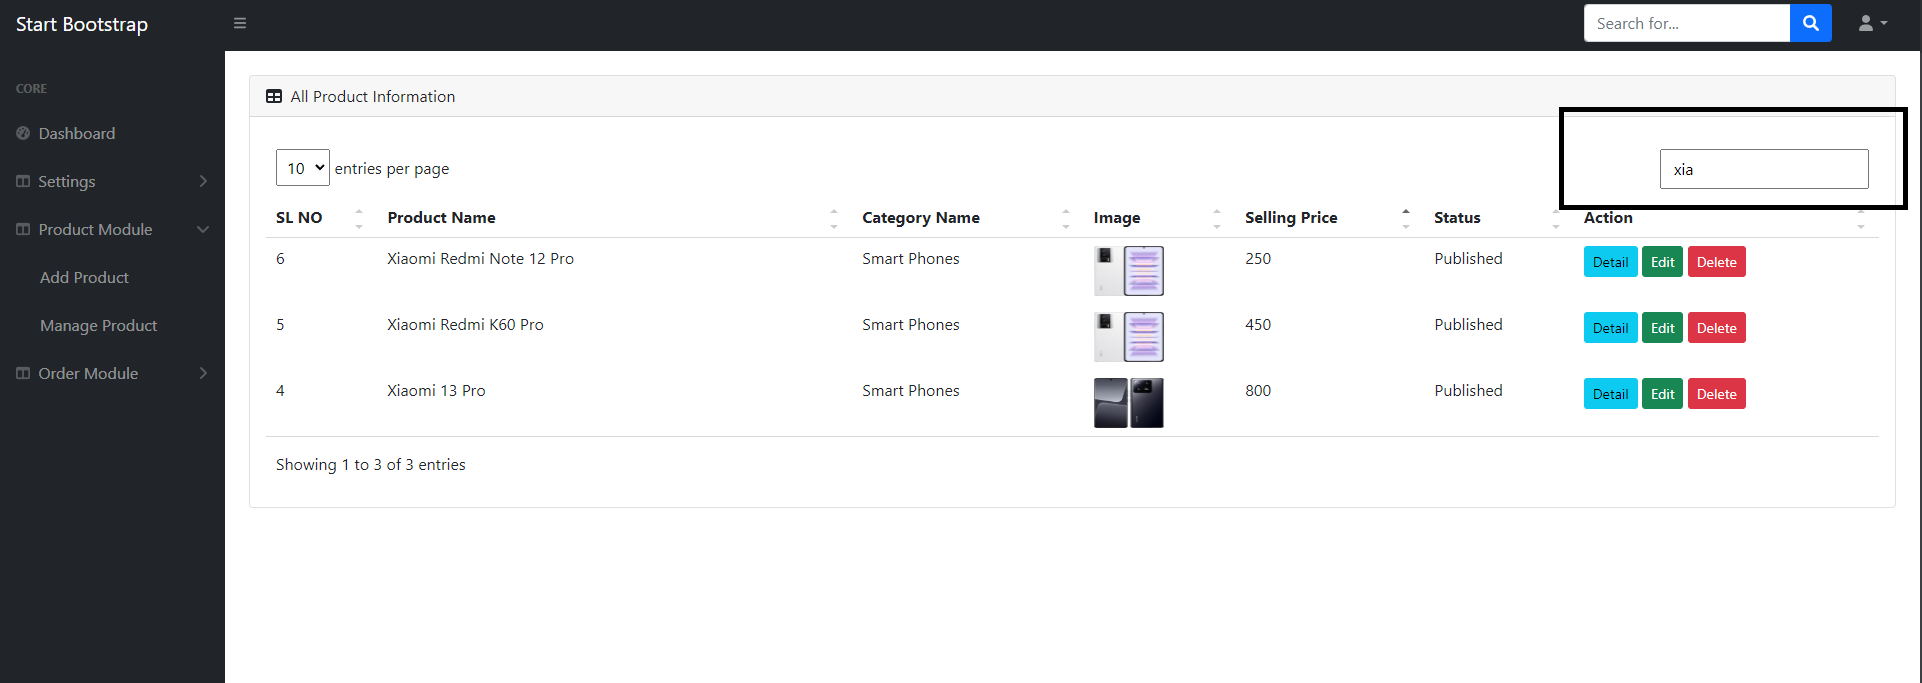 Start Bootstrap
Search for...
CORE
Dashboard
Settings
Product Module
Add Product
Manage Product
Order Module
All Product Information
10 entries per page
xia
SL NO Product Name Category Name Image Selling Price Status Action
6 Xiaomi Redmi Note 12 Pro Smart Phones 250 Published Detail Edit Delete
5 Xiaomi Redmi K60 Pro Smart Phones 450 Published Detail Edit Delete
4 Xiaomi 13 Pro Smart Phones 800 Published Detail Edit Delete
Showing 1 to 3 of 3 entries